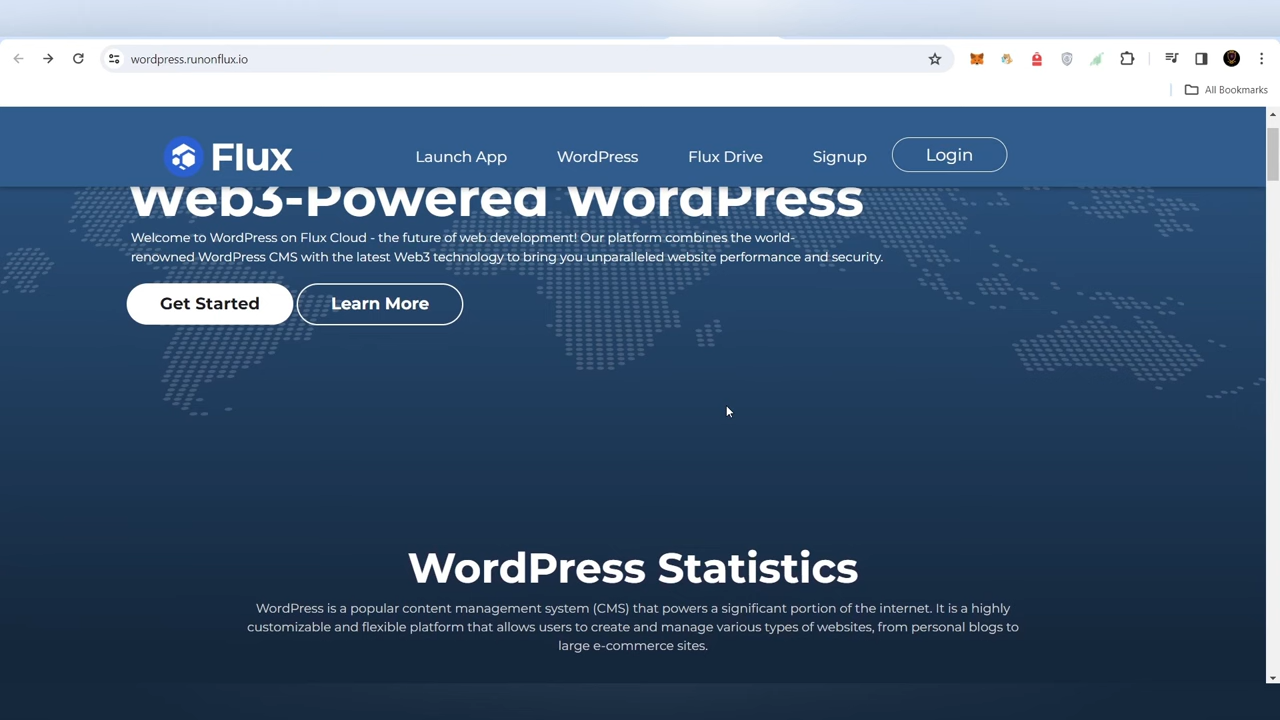 wordpress.runonflux.io
All Bookmarks
Flux
Launch App
WordPress
Flux Drive
Signup
Login
Web3-Powered WordPress
Welcome to WordPress on Flux Cloud - the future of web development! Our platform combines the world-
renowned WordPress CMS with the latest Web3 technology to bring you unparalleled website performance and security.
Get Started
Learn More
WordPress Statistics
WordPress is a popular content management system (CMS) that powers a significant portion of the internet. It is a highly
customizable and flexible platform that allows users to create and manage various types of websites, from personal blogs to
large e-commerce sites.